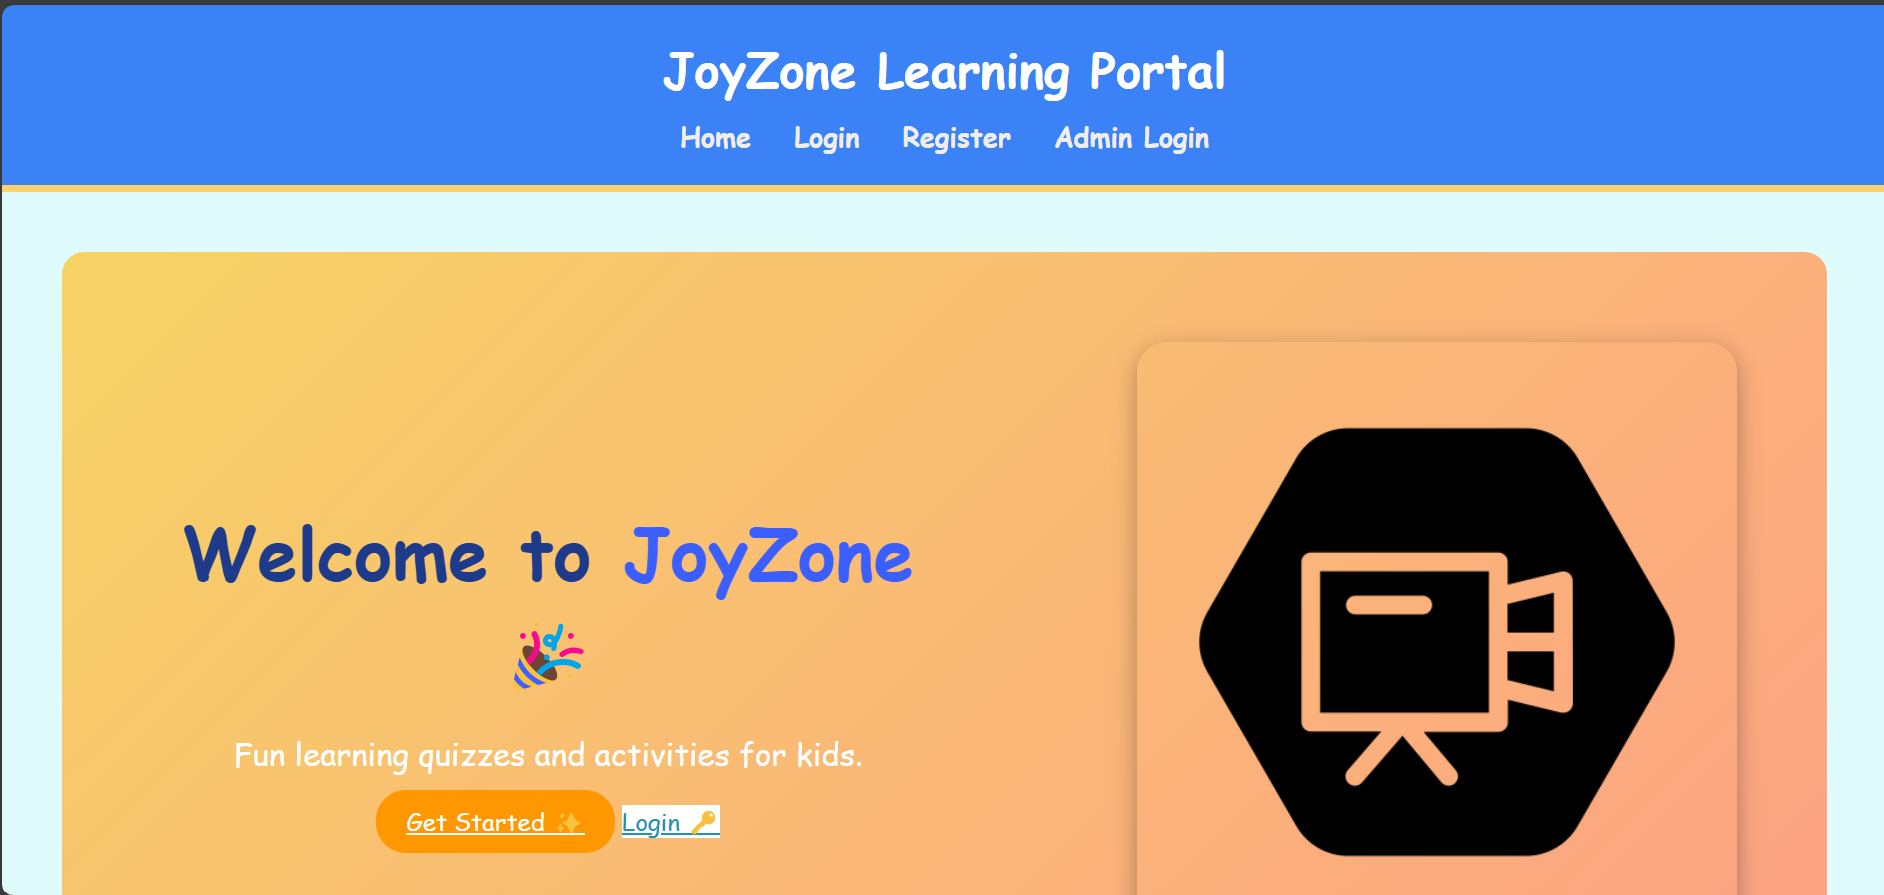 JoyZone Learning Portal
Home Login Register Admin Login
Welcome to JoyZone
🎉
Fun learning quizzes and activities for kids.
Get Started ✨ Login 🔑